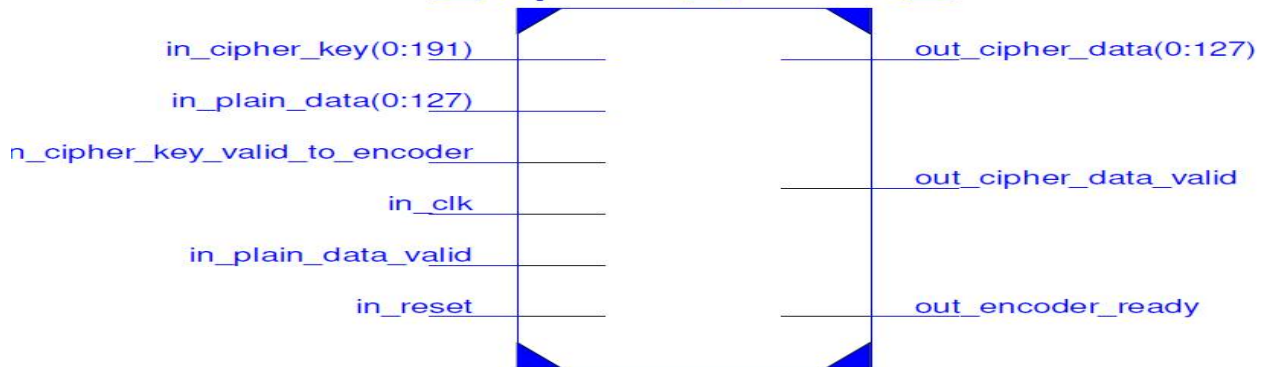 in_cipher_key(0:191)
out_cipher_data(0:127)
in_plain_data(0:127)
n_cipher_key_valid_to_encoder
out_cipher_data_valid
in_clk
in_plain_data_valid
in_reset
out_encoder_ready